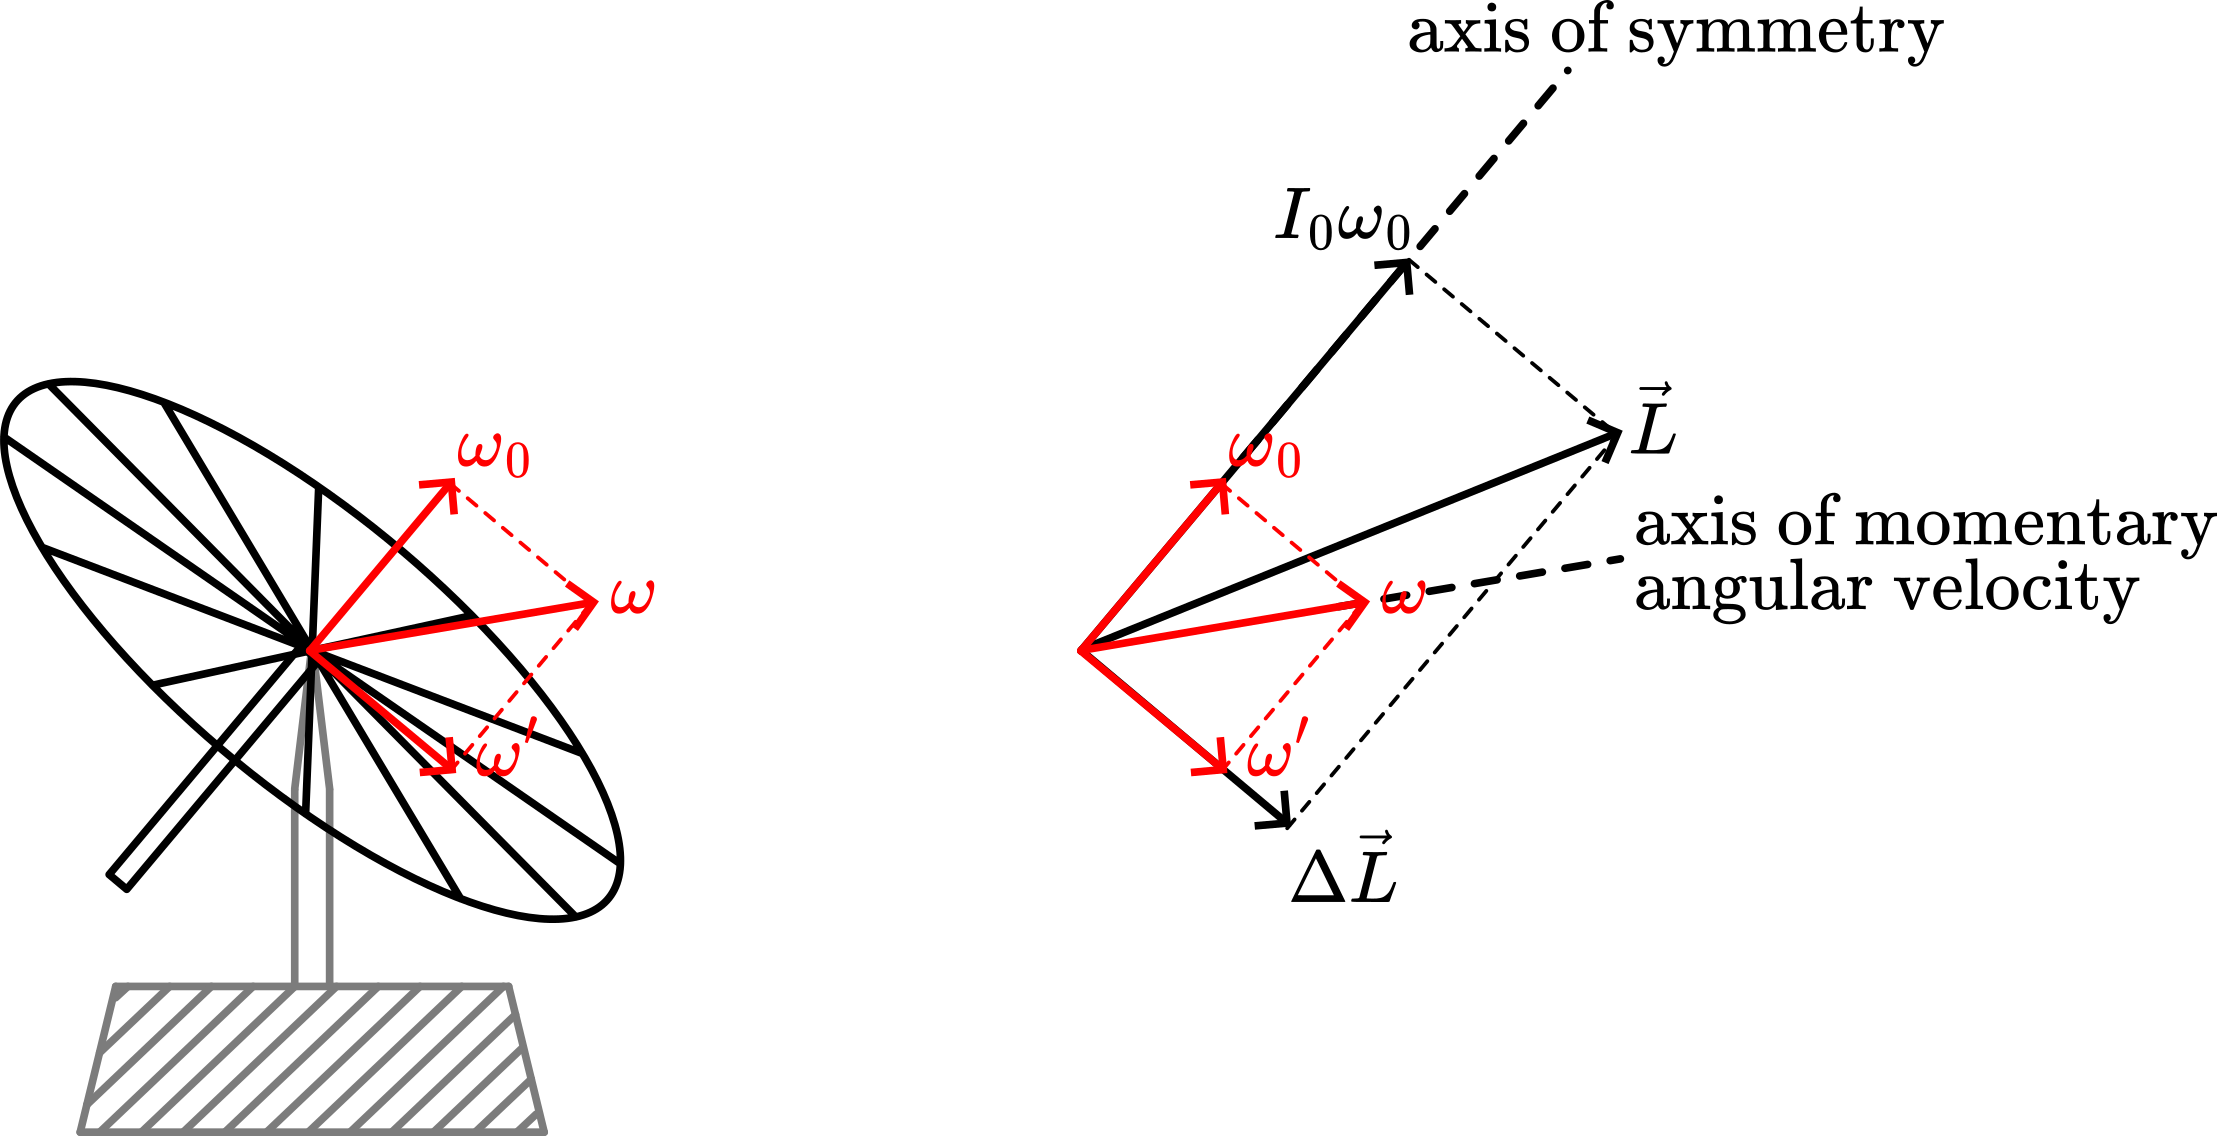 axis of symmetry
I₀ω₀
L⃗
ω₀
ω₀
axis of momentary
angular velocity
ω
ω
ω′
ω′
ΔL⃗